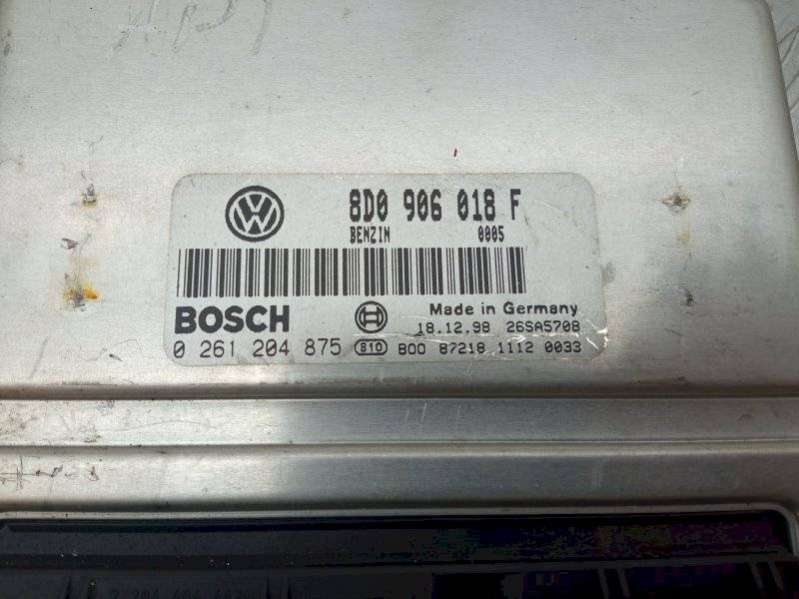 8D0 906 018 F
BENZIN 0005
BOSCH Made in Germany
18.12.98 26SA5708
0 261 204 875 810 B00 87218 1112 0033